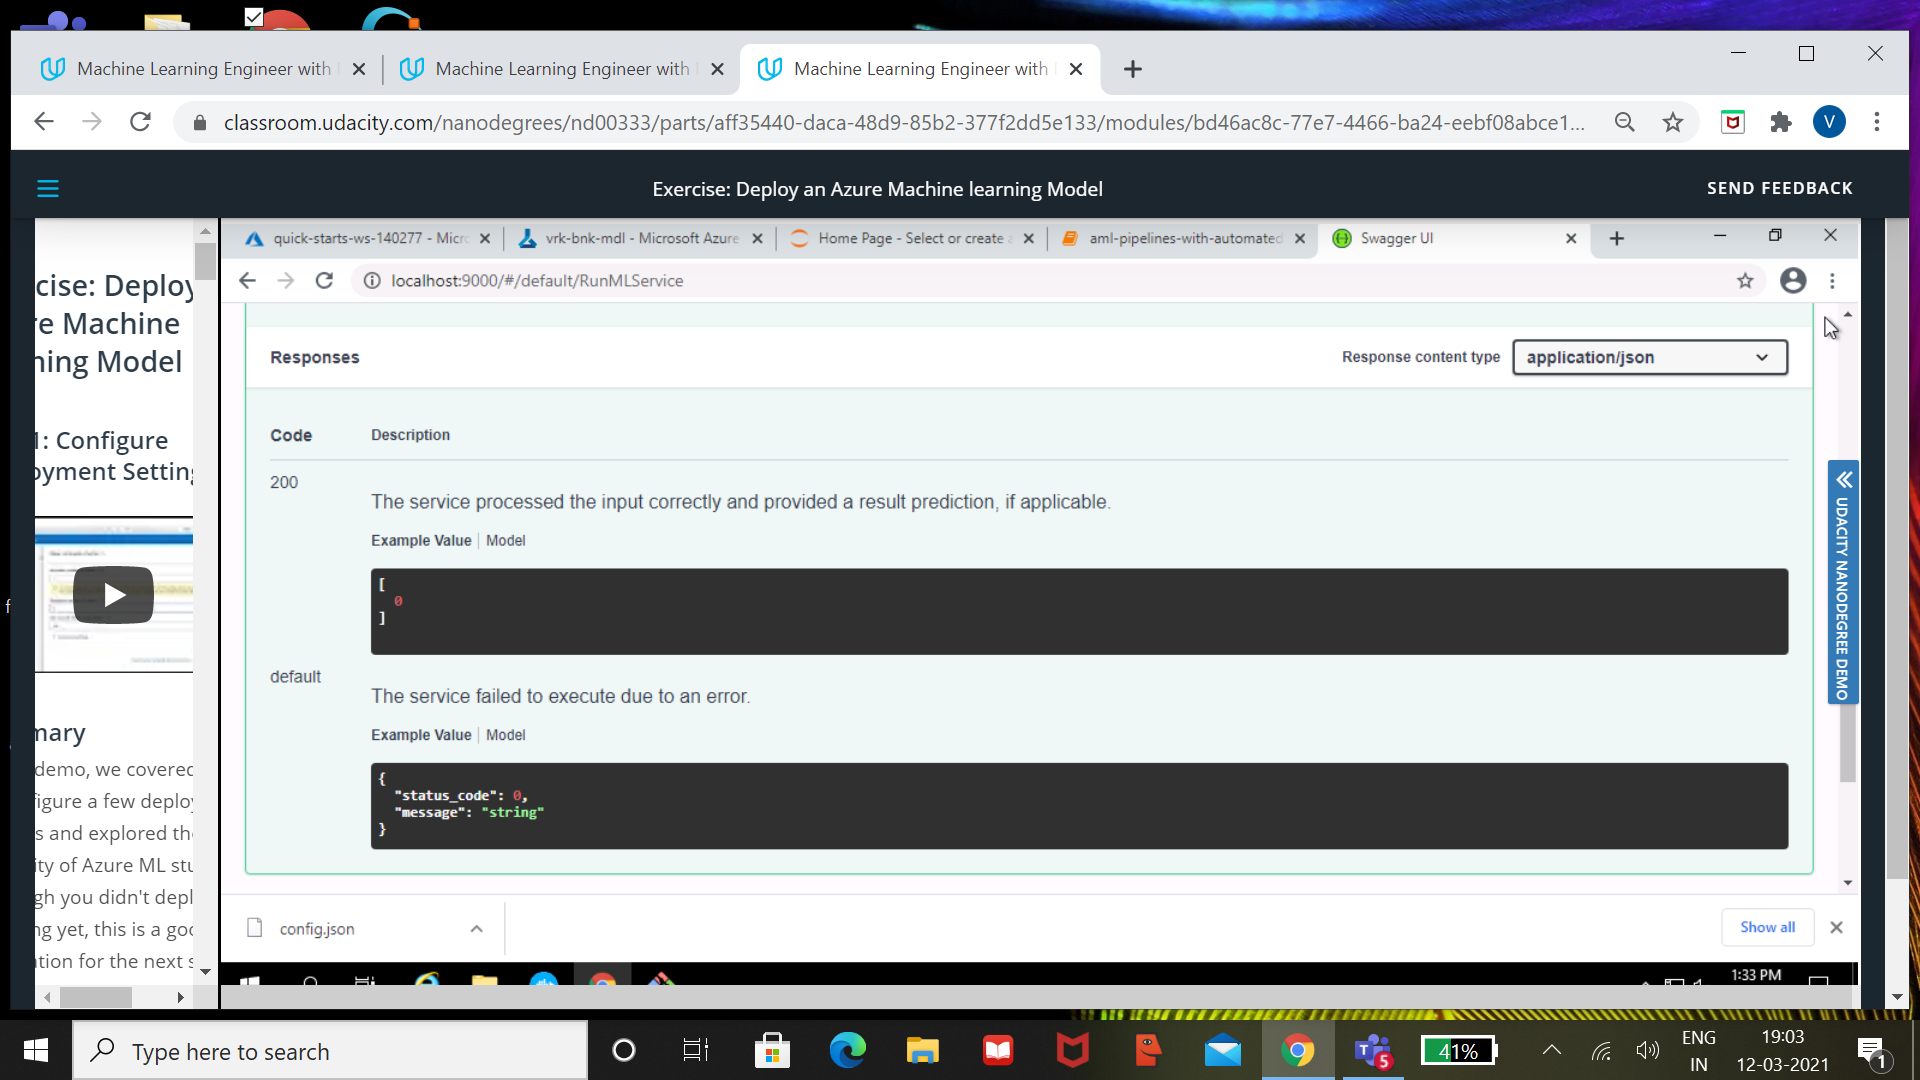 Machine Learning Engineer with
Machine Learning Engineer with
Machine Learning Engineer with
classroom.udacity.com/nanodegrees/nd00333/parts/aff35440-daca-48d9-85b2-377f2dd5e133/modules/bd46ac8c-77e7-4466-ba24-eebf08abce1...
V
Exercise: Deploy an Azure Machine learning Model
SEND FEEDBACK
quick-starts-ws-140277 - Micr
vrk-bnk-mdl - Microsoft Azure
Home Page - Select or create a
aml-pipelines-with-automated
Swagger UI
localhost:9000/#/default/RunMLService
cise: Deploy
re Machine
ning Model
1: Configure
oyment Setting
mary
demo, we covered
figure a few deploy
s and explored the
ity of Azure ML stu
gh you didn't depl
ng yet, this is a goo
ation for the next s
Responses
Response content type
application/json
Code
Description
200
The service processed the input correctly and provided a result prediction, if applicable.
Example Value | Model
[
0
]
default
The service failed to execute due to an error.
Example Value | Model
{
"status_code": 0,
"message": "string"
}
UDACITY NANODEGREE DEMO
config.json
Show all
1:33 PM
Type here to search
5
41%
ENG
IN
19:03
12-03-2021
1